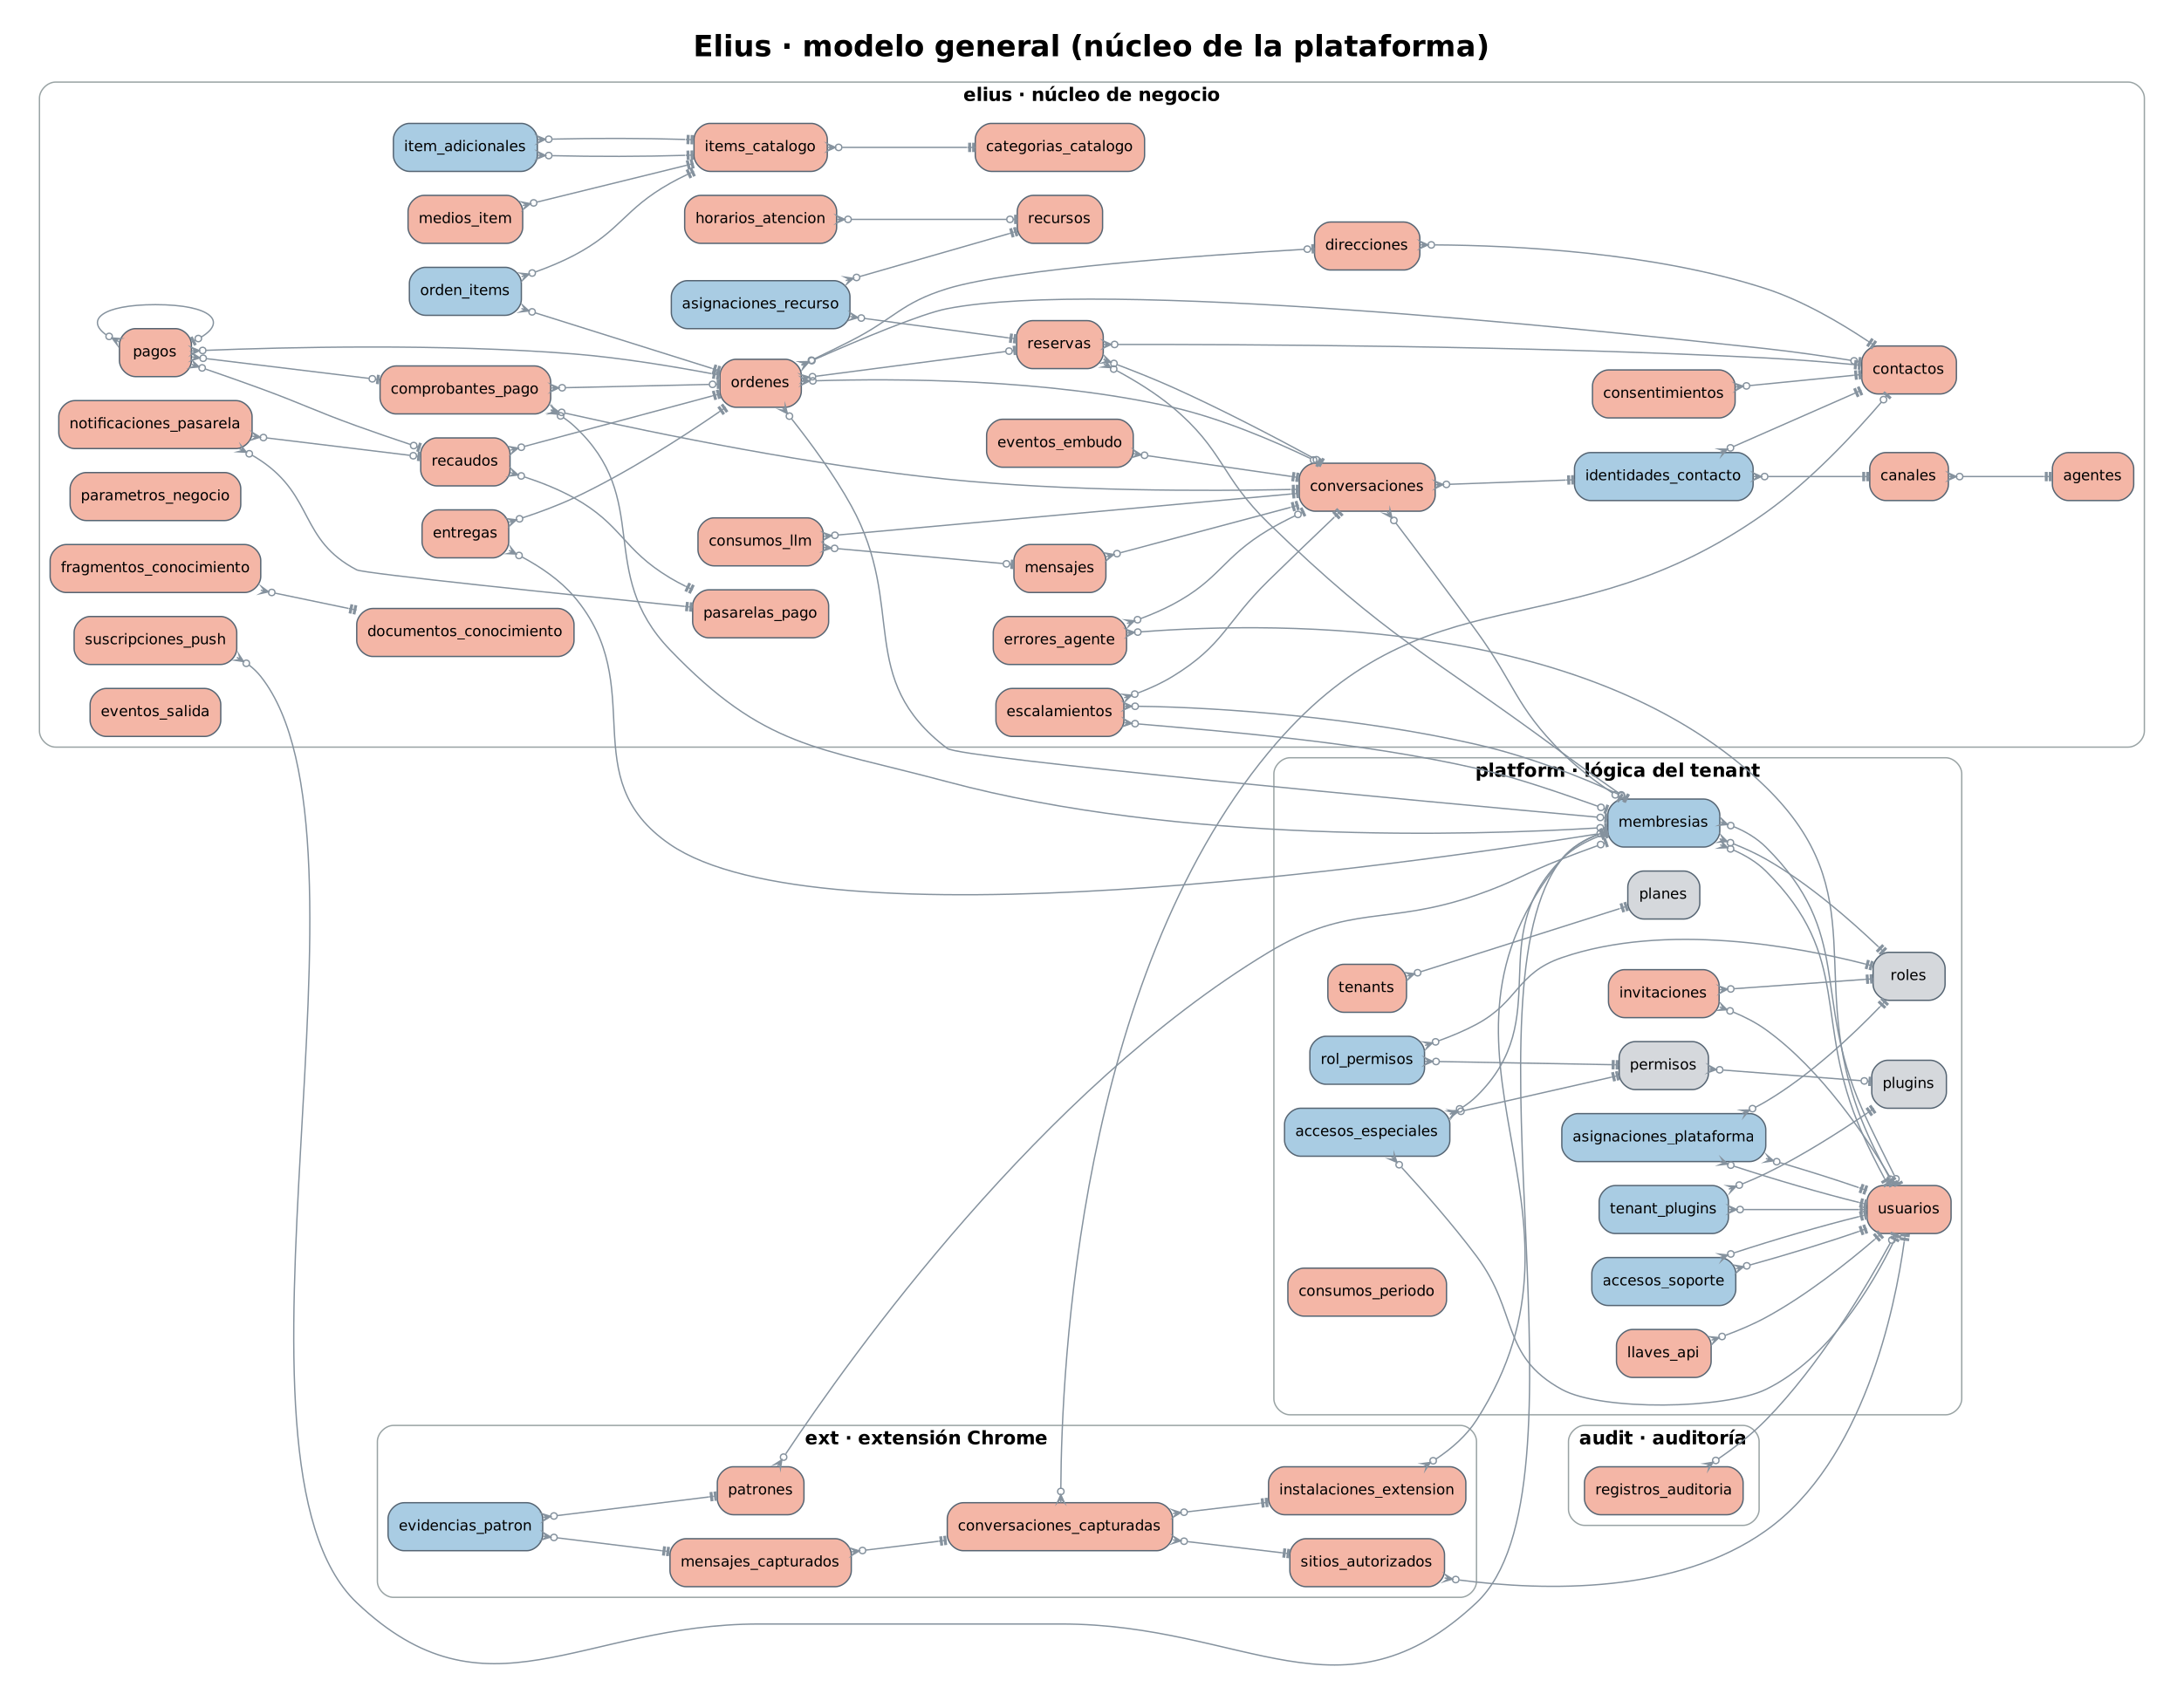 Elius · modelo general (núcleo de la plataforma)
elius · núcleo de negocio
item_adicionales
items_catalogo
categorias_catalogo
medios_item
horarios_atencion
recursos
direcciones
orden_items
asignaciones_recurso
pagos
reservas
contactos
comprobantes_pago
ordenes
consentimientos
notificaciones_pasarela
eventos_embudo
recaudos
conversaciones
identidades_contacto
canales
agentes
parametros_negocio
entregas
consumos_llm
mensajes
fragmentos_conocimiento
pasarelas_pago
documentos_conocimiento
suscripciones_push
errores_agente
eventos_salida
escalamientos
platform · lógica del tenant
membresias
planes
tenants
invitaciones
roles
rol_permisos
permisos
plugins
accesos_especiales
asignaciones_plataforma
tenant_plugins
usuarios
consumos_periodo
accesos_soporte
llaves_api
ext · extensión Chrome
patrones
instalaciones_extension
evidencias_patron
conversaciones_capturadas
mensajes_capturados
sitios_autorizados
audit · auditoría
registros_auditoria